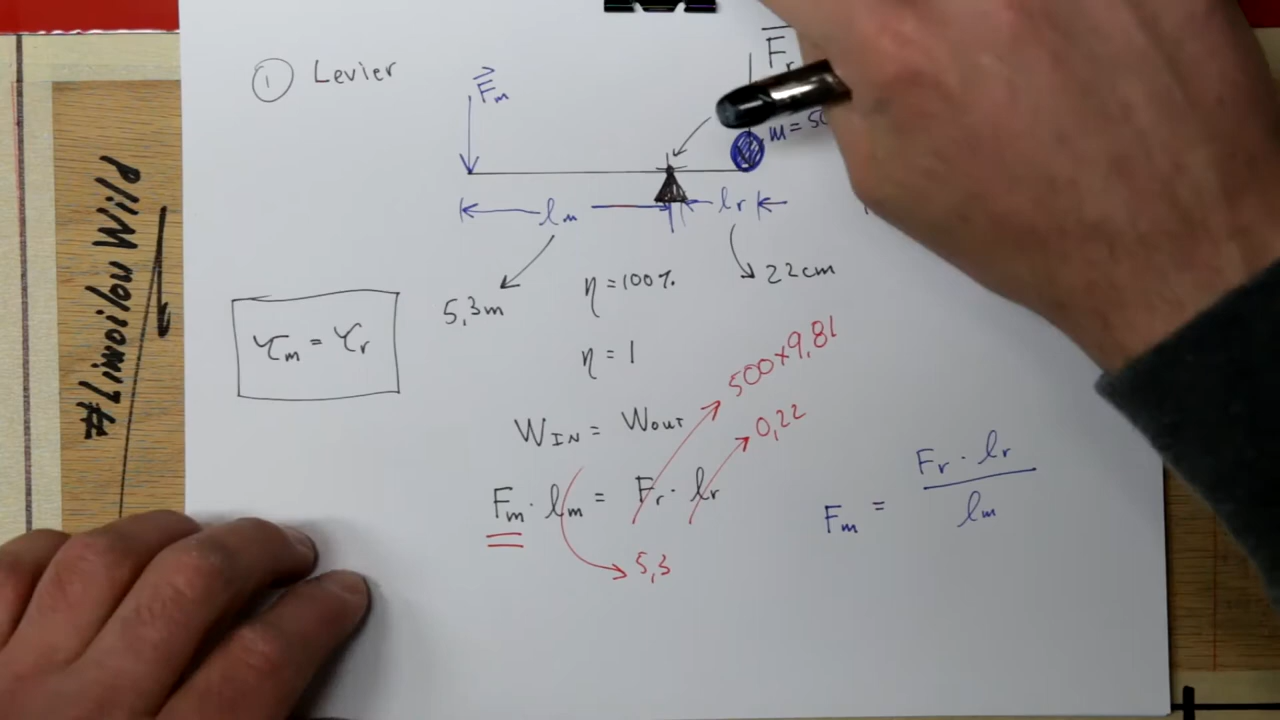 ① Levier
F⃗m
Fr
m = 50
lm
lr
5,3m
η = 100%
22cm
τm = τr
η = 1
500×9,81
WIN = WOUT
0,22
Fm · lm = Fr · lr
5,3
Fm = Fr · lr / lm
#Limoilou/Wild